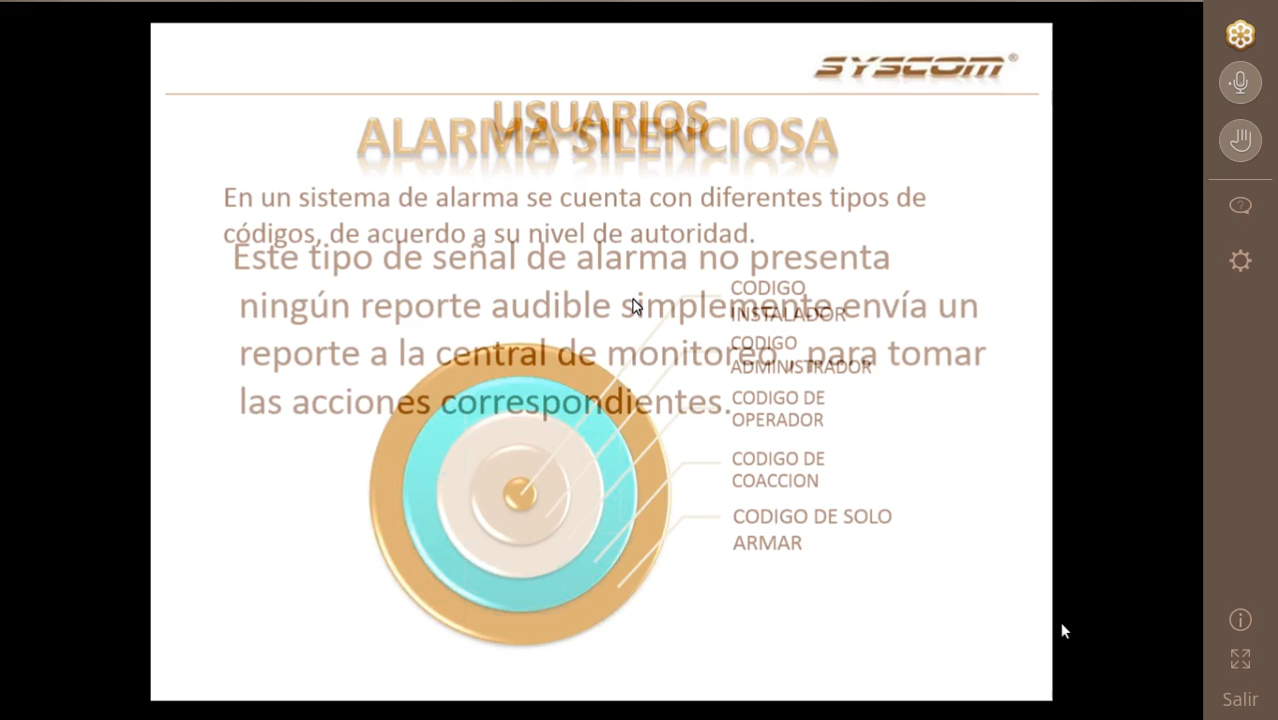 SYSCOM®
USUARIOS
ALARMA SILENCIOSA
En un sistema de alarma se cuenta con diferentes tipos de
códigos, de acuerdo a su nivel de autoridad.
Este tipo de señal de alarma no presenta
ningún reporte audible simplemente envía un
reporte a la central de monitoreo , para tomar
las acciones correspondientes.
CODIGO
INSTALADOR
CODIGO
ADMINISTRADOR
CODIGO DE
OPERADOR
CODIGO DE
COACCION
CODIGO DE SOLO
ARMAR
Salir